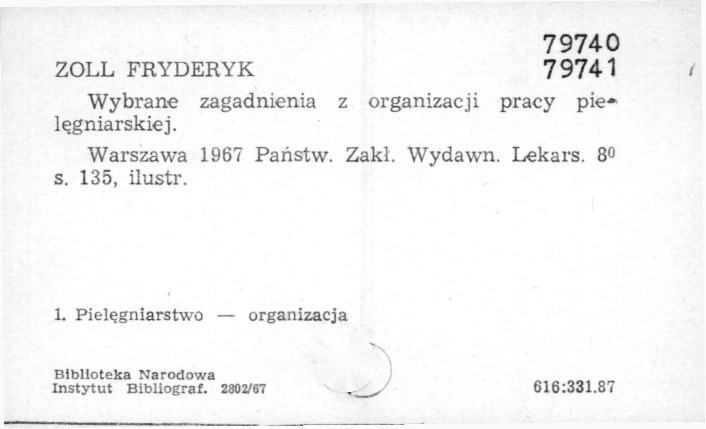 79740
ZOLL FRYDERYK 79741
Wybrane zagadnienia z organizacji pracy pie-
lęgniarskiej.
Warszawa 1967 Państw. Zakł. Wydawn. Lekars. 8⁰
s. 135, ilustr.
1. Pielęgniarstwo — organizacja
Biblioteka Narodowa
Instytut Bibliograf. 2802/67 616:331.87